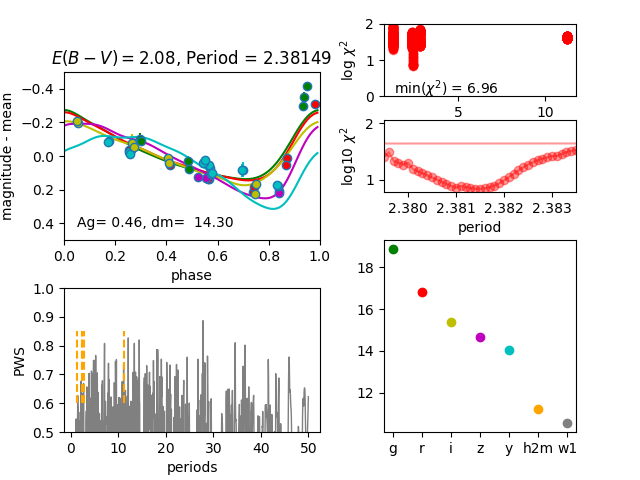 E(B − V) = 2.08, Period = 2.38149
magnitude - mean
−0.4
−0.2
0.0
0.2
0.4
Ag= 0.46, dm=  14.30
0.0 0.2 0.4 0.6 0.8 1.0
phase
log χ²
2
1
0
min(χ²) = 6.96
5 10
log10 χ²
2
1
2.380 2.381 2.382 2.383
period
PWS
1.0
0.9
0.8
0.7
0.6
0.5
0 10 20 30 40 50
periods
18
16
14
12
g r i z y h2m w1